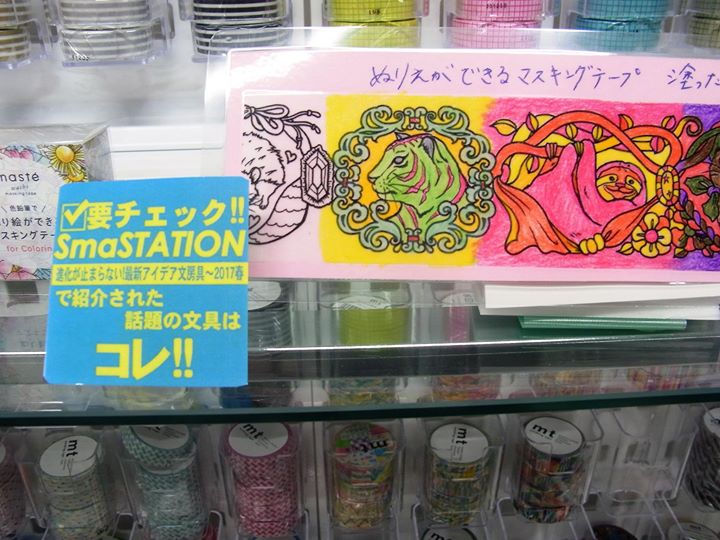 ぬりえができるマスキングテープ 塗った
masté
masking tape
色鉛筆で
り絵ができ
スキングテー
for Coloring
☑要チェック!!
SmaSTATION
進化が止まらない!最新アイデア文房具～2017春
で紹介された
話題の文具は
コレ!!
mt
mt
mt
mt
mt
mt